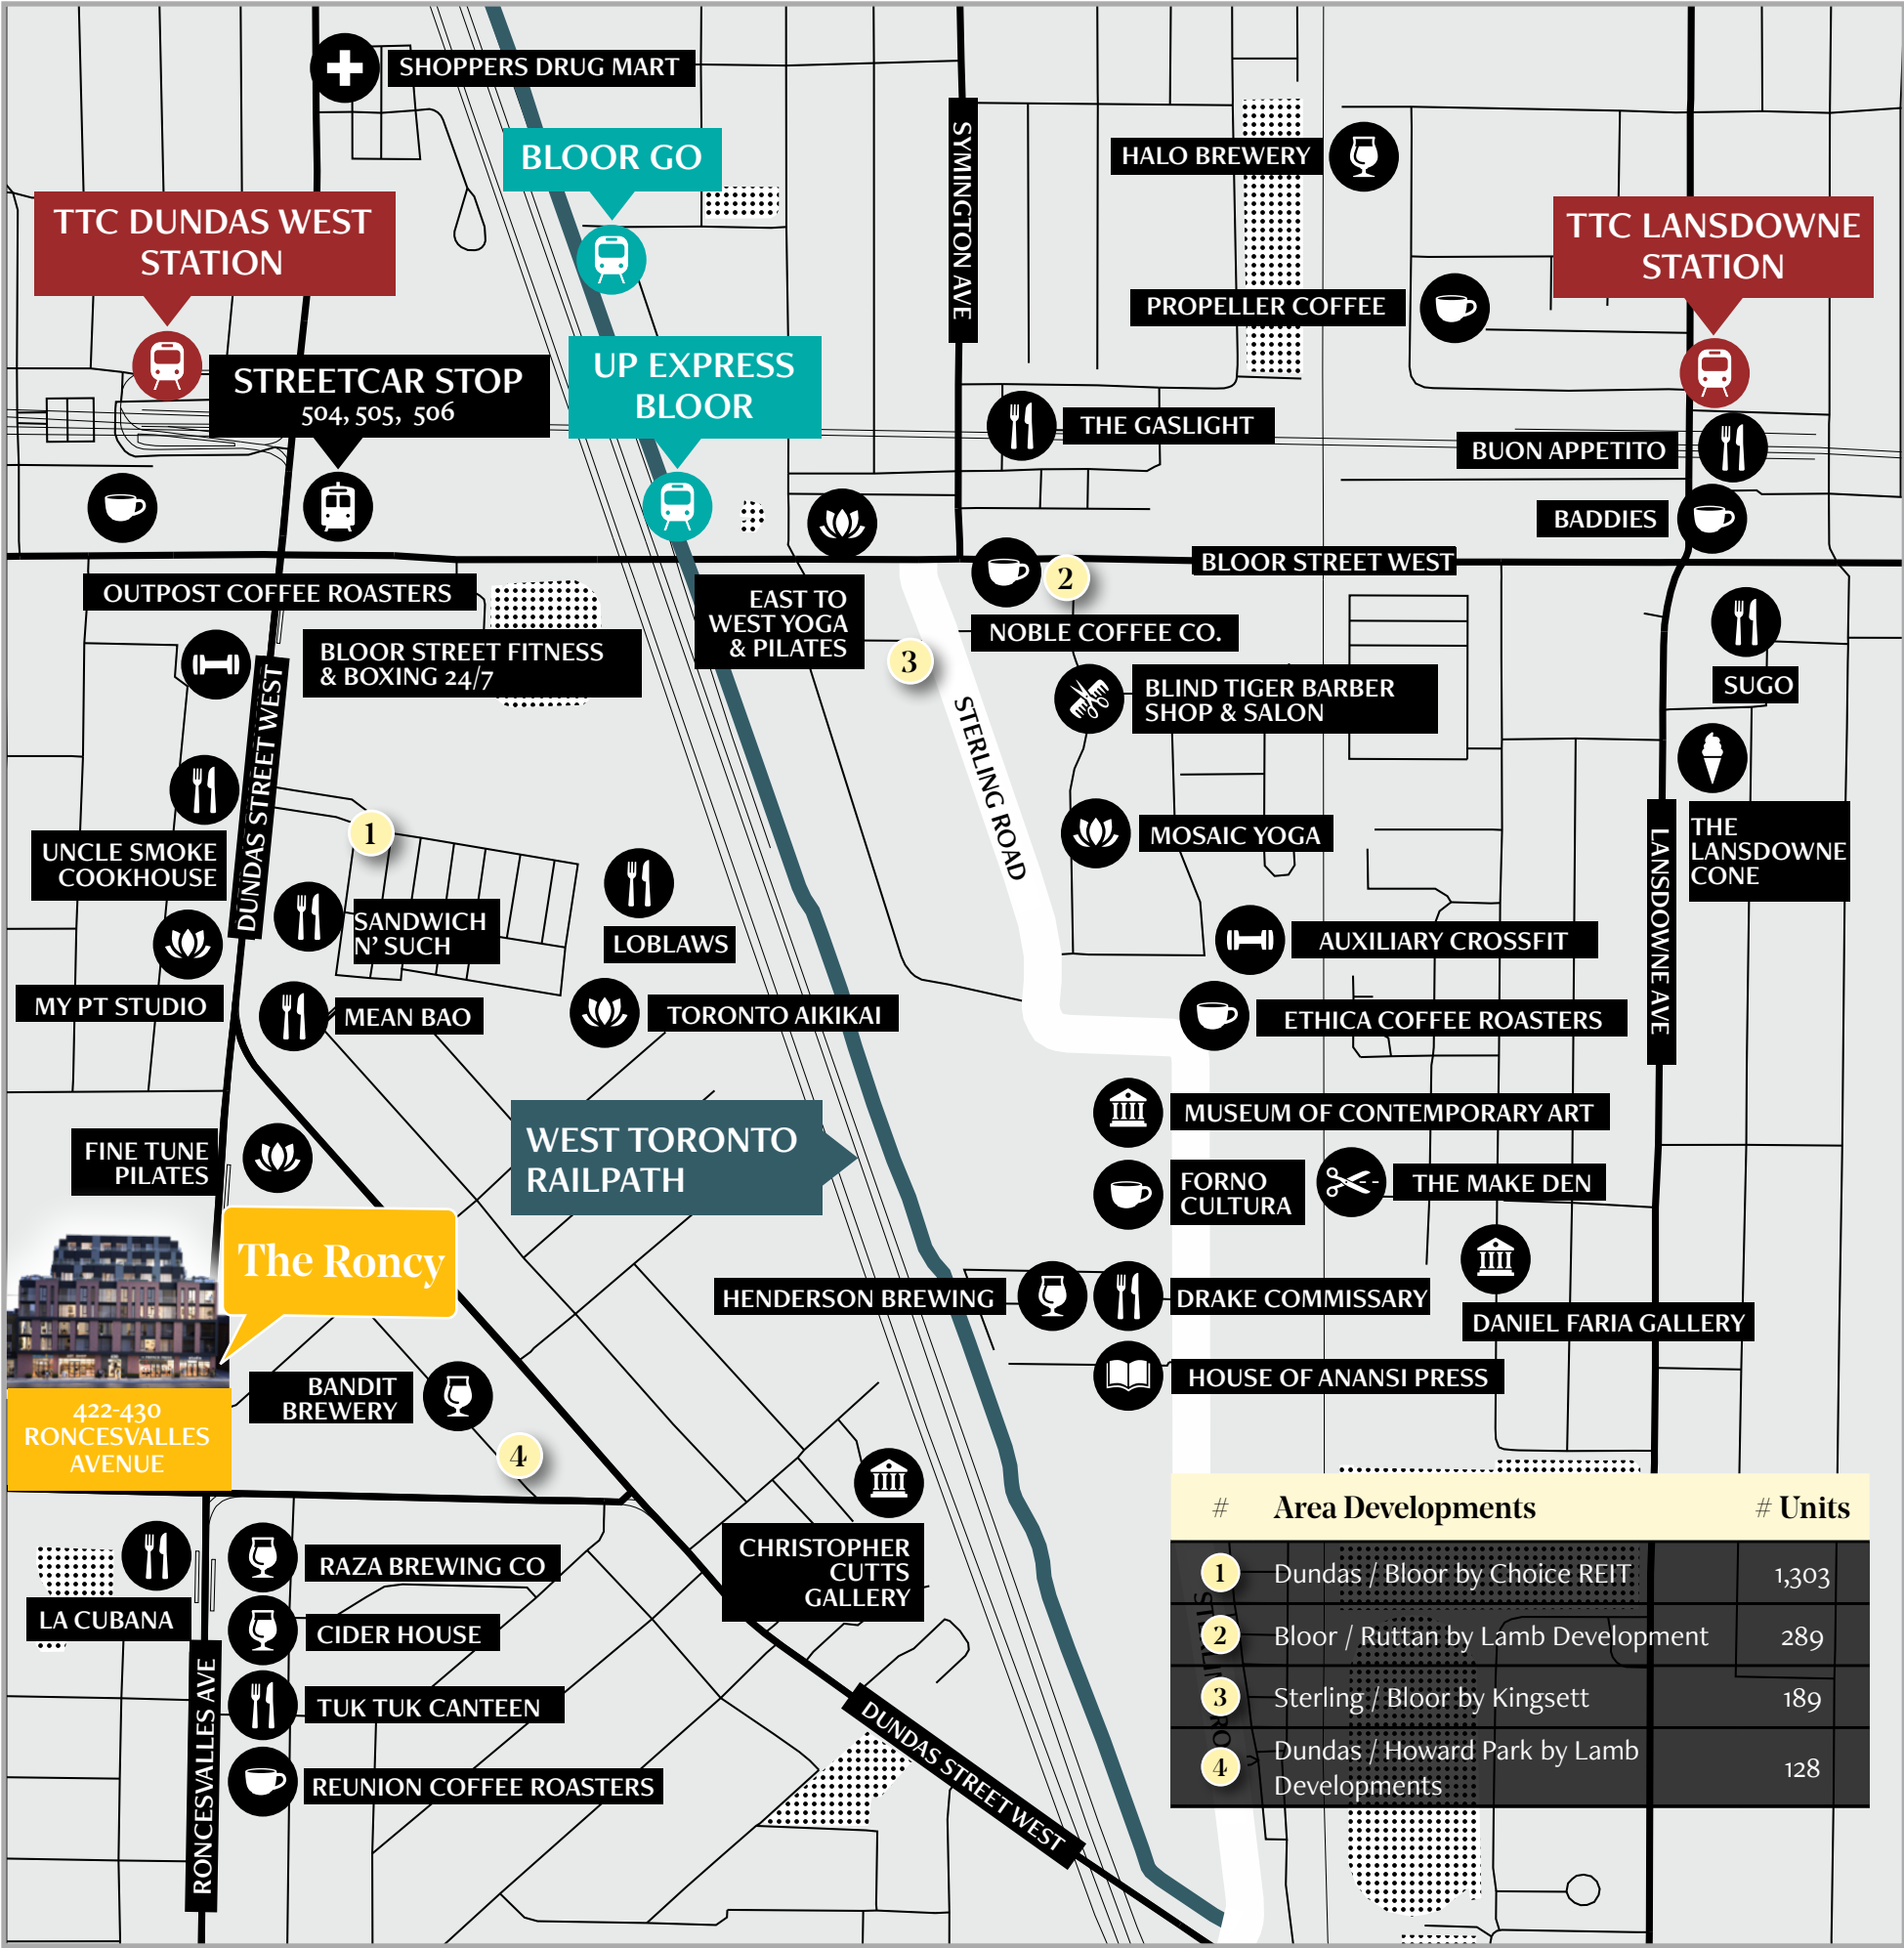 SHOPPERS DRUG MART
BLOOR GO
SYMINGTON AVE
HALO BREWERY
TTC DUNDAS WEST
STATION
TTC LANSDOWNE
STATION
PROPELLER COFFEE
STREETCAR STOP
504, 505, 506
UP EXPRESS
BLOOR
THE GASLIGHT
BUON APPETITO
BADDIES
BLOOR STREET WEST
OUTPOST COFFEE ROASTERS
EAST TO
WEST YOGA
& PILATES
2
NOBLE COFFEE CO.
3
BLOOR STREET FITNESS
& BOXING 24/7
BLIND TIGER BARBER
SHOP & SALON
SUGO
DUNDAS STREET WEST
STERLING ROAD
1
MOSAIC YOGA
THE
LANSDOWNE
CONE
LANSDOWNE AVE
UNCLE SMOKE
COOKHOUSE
SANDWICH
N' SUCH
LOBLAWS
AUXILIARY CROSSFIT
MY PT STUDIO
MEAN BAO
TORONTO AIKIKAI
ETHICA COFFEE ROASTERS
MUSEUM OF CONTEMPORARY ART
WEST TORONTO
RAILPATH
FINE TUNE
PILATES
FORNO
CULTURA
THE MAKE DEN
The Roncy
HENDERSON BREWING
DRAKE COMMISSARY
DANIEL FARIA GALLERY
HOUSE OF ANANSI PRESS
BANDIT
BREWERY
422-430
RONCESVALLES
AVENUE
4
CHRISTOPHER
CUTTS
GALLERY
RAZA BREWING CO
LA CUBANA
CIDER HOUSE
TUK TUK CANTEEN
REUNION COFFEE ROASTERS
RONCESVALLES AVE
DUNDAS STREET WEST
# Area Developments # Units
1 Dundas / Bloor by Choice REIT 1,303
2 Bloor / Ruttan by Lamb Development 289
3 Sterling / Bloor by Kingsett 189
4 Dundas / Howard Park by Lamb
Developments 128